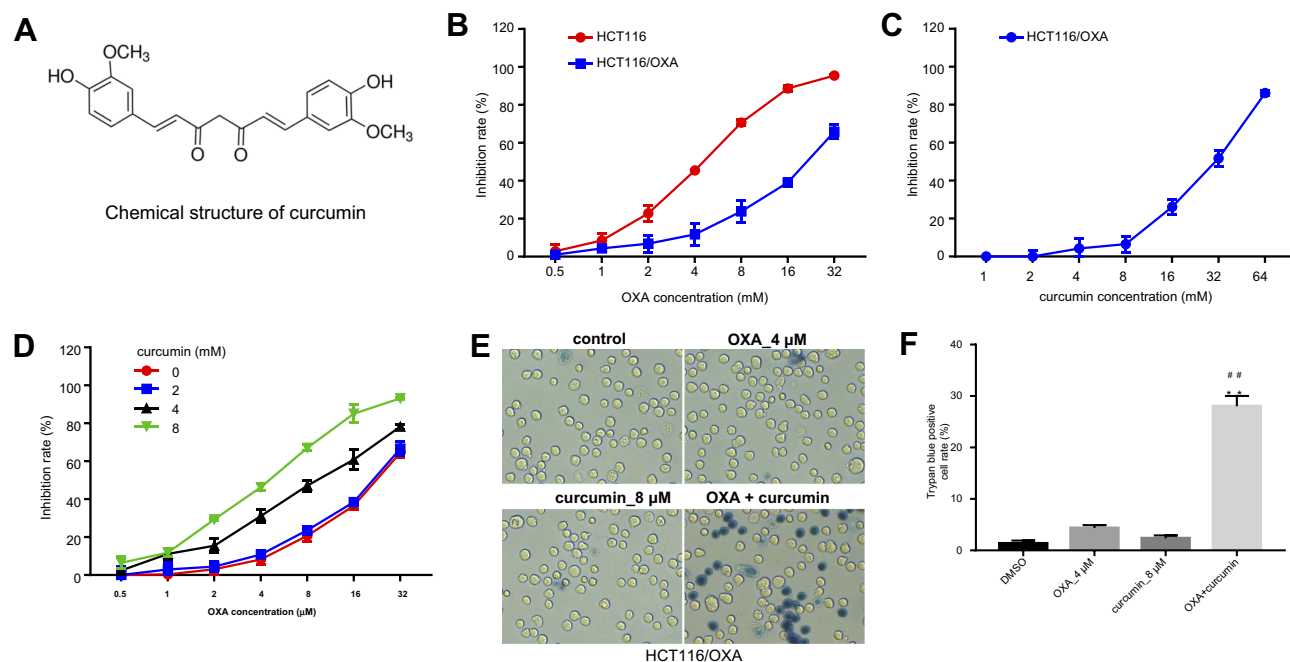 A
OCH3
HO
OH
OCH3
O
O
Chemical structure of curcumin
B
HCT116
HCT116/OXA
Inhibition rate (%)
120
100
80
60
40
20
0
0.5 1 2 4 8 16 32
OXA concentration (mM)
C
HCT116/OXA
Inhibition rate (%)
120
100
80
60
40
20
0
1 2 4 8 16 32 64
curcumin concentration (mM)
D
curcumin (mM)
0
2
4
8
Inhibition rate (%)
120
100
80
60
40
20
0
0.5 1 2 4 8 16 32
OXA concentration (μM)
E
control
OXA_4 μM
curcumin_8 μM
OXA + curcumin
HCT116/OXA
F
Trypan blue positive
cell rate (%)
40
30
20
10
0
# #
* *
DMSO
OXA_4 μM
curcumin_8 μM
OXA+curcumin